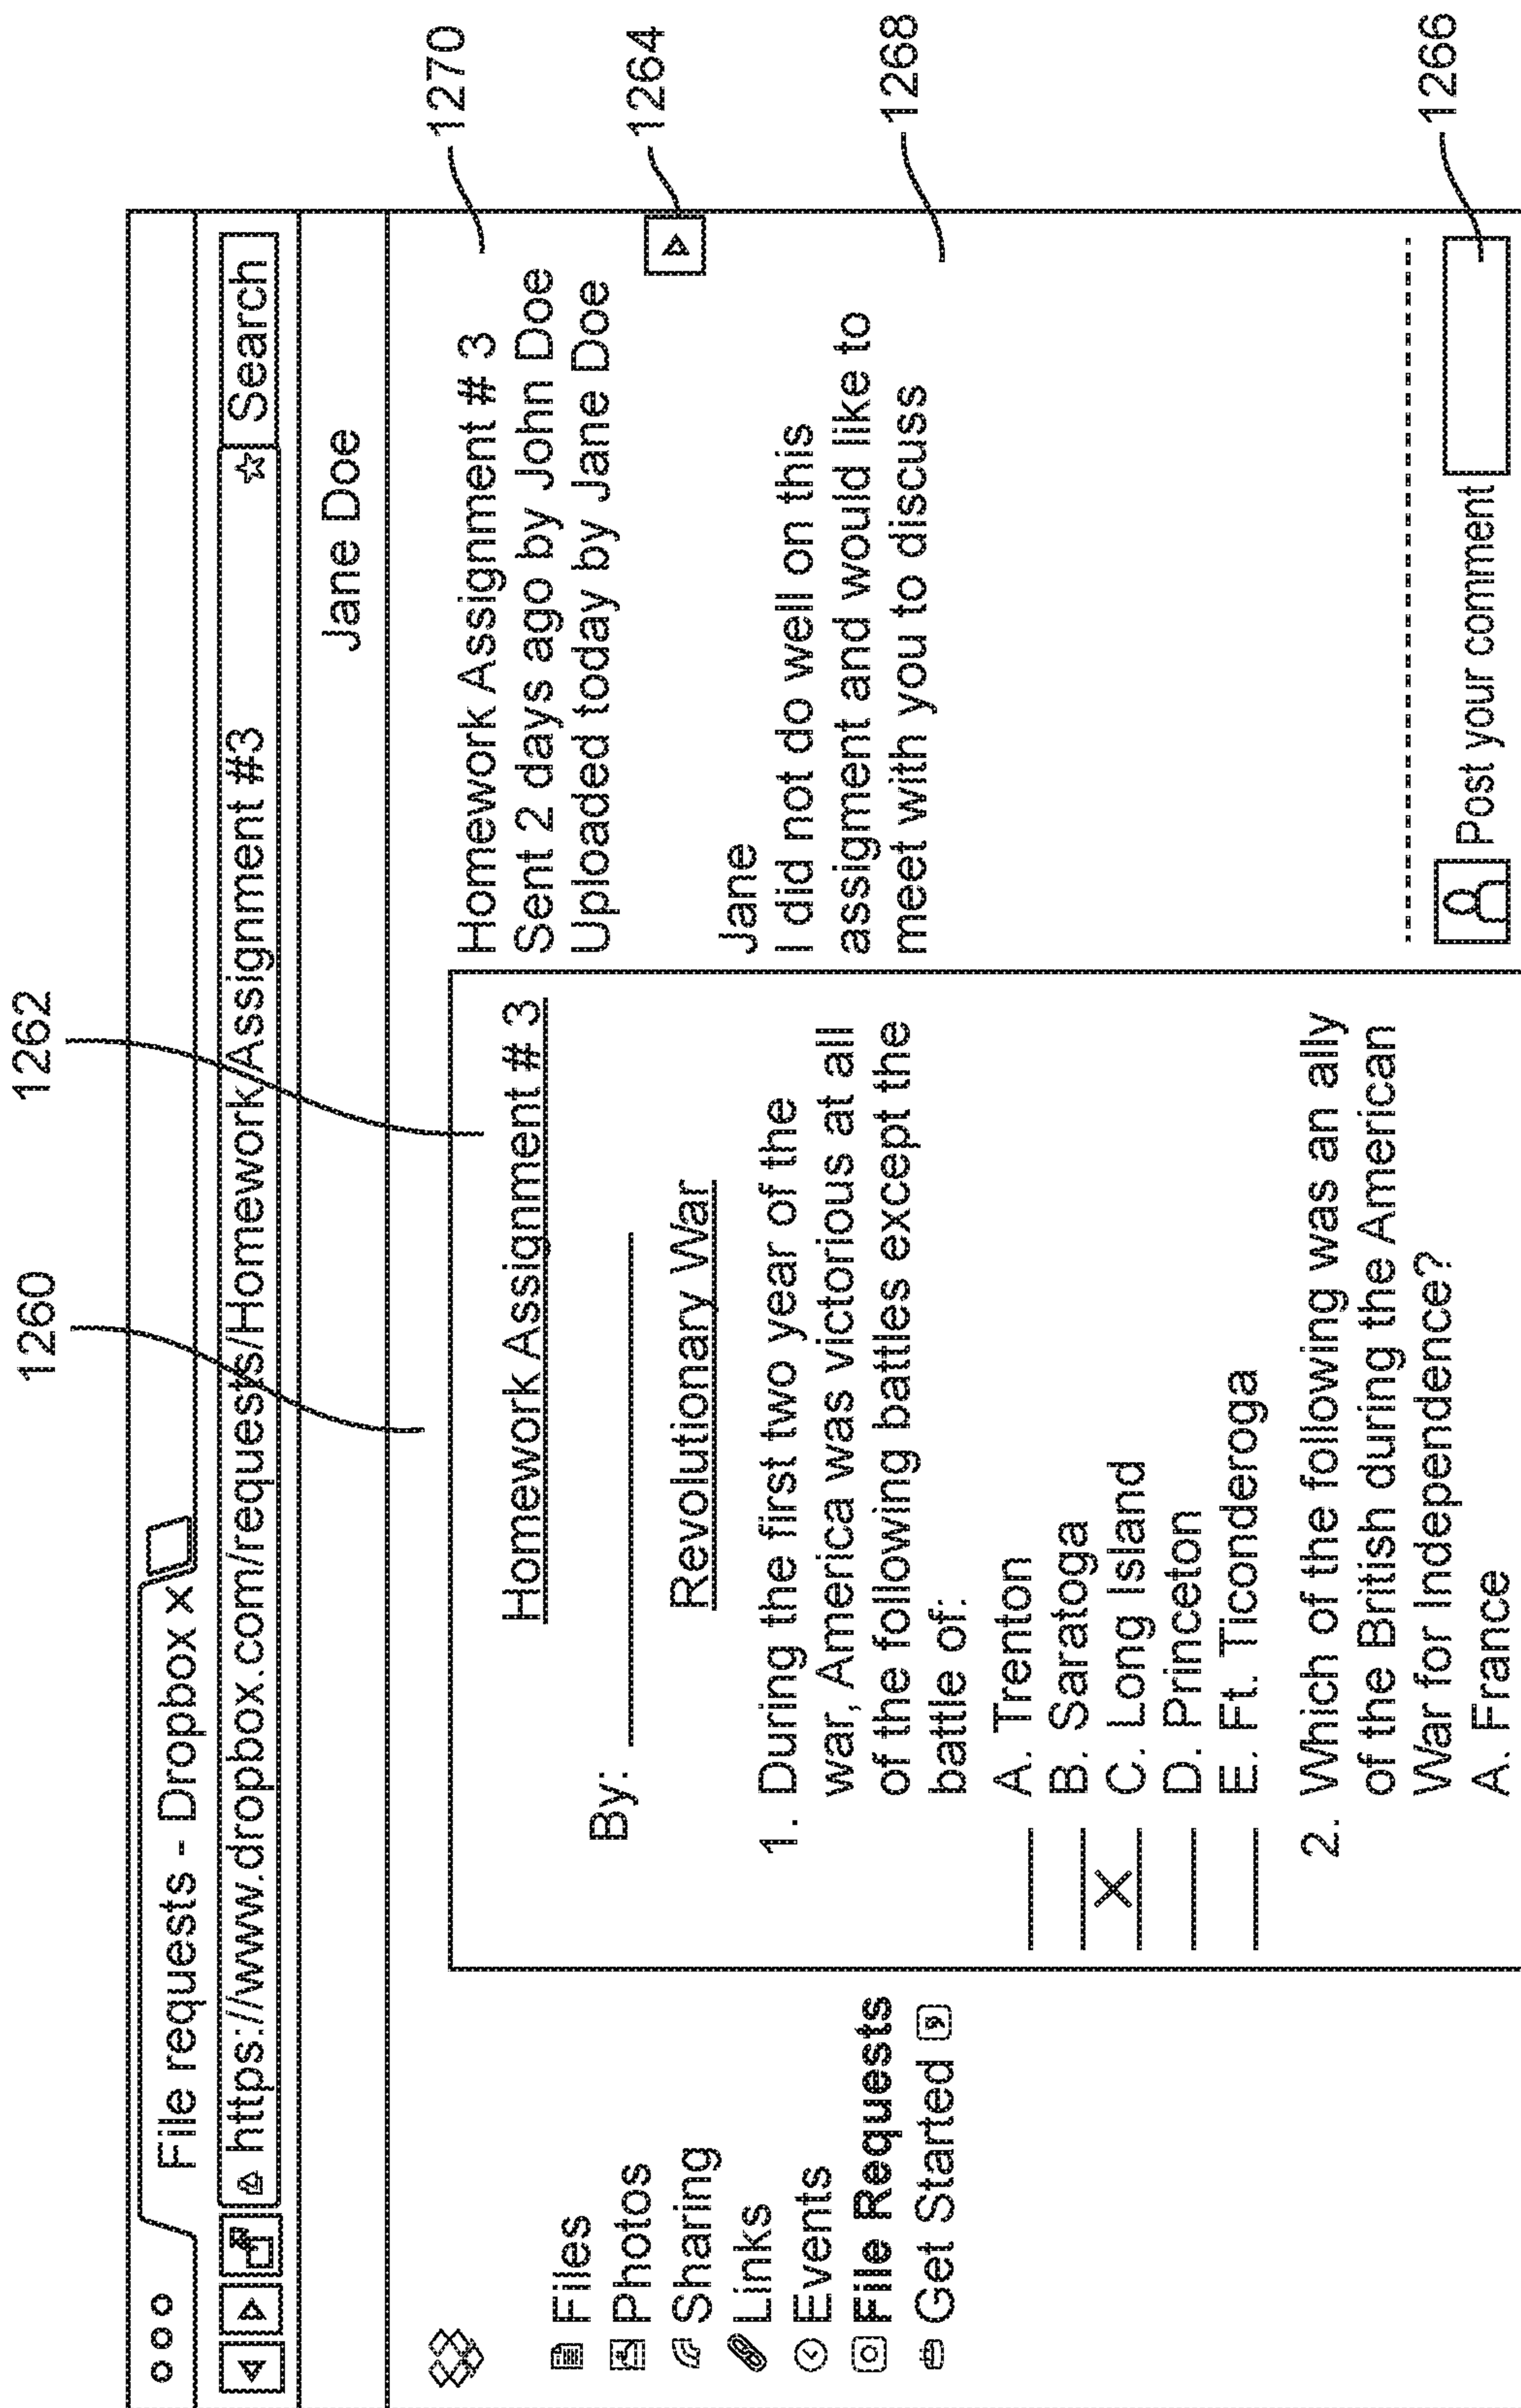 1260
1262
File requests - Dropbox x
https://www.dropbox.com/requests/Homework/Assignment #3
Search
Jane Doe
Files
Photos
Sharing
Links
Events
File Requests
Get Started
Homework Assignment # 3
By:
Revolutionary War
1. During the first two year of the
war, America was victorious at all
of the following battles except the
battle of:
A. Trenton
B. Saratoga
X C. Long Island
D. Princeton
E. Ft. Ticonderoga
2. Which of the following was an ally
of the British during the American
War for Independence?
A. France
Homework Assignment # 3
Sent 2 days ago by John Doe
Uploaded today by Jane Doe
Jane
I did not do well on this
assigment and would like to
meet with you to discuss
Post your comment
1270
1264
1268
1266